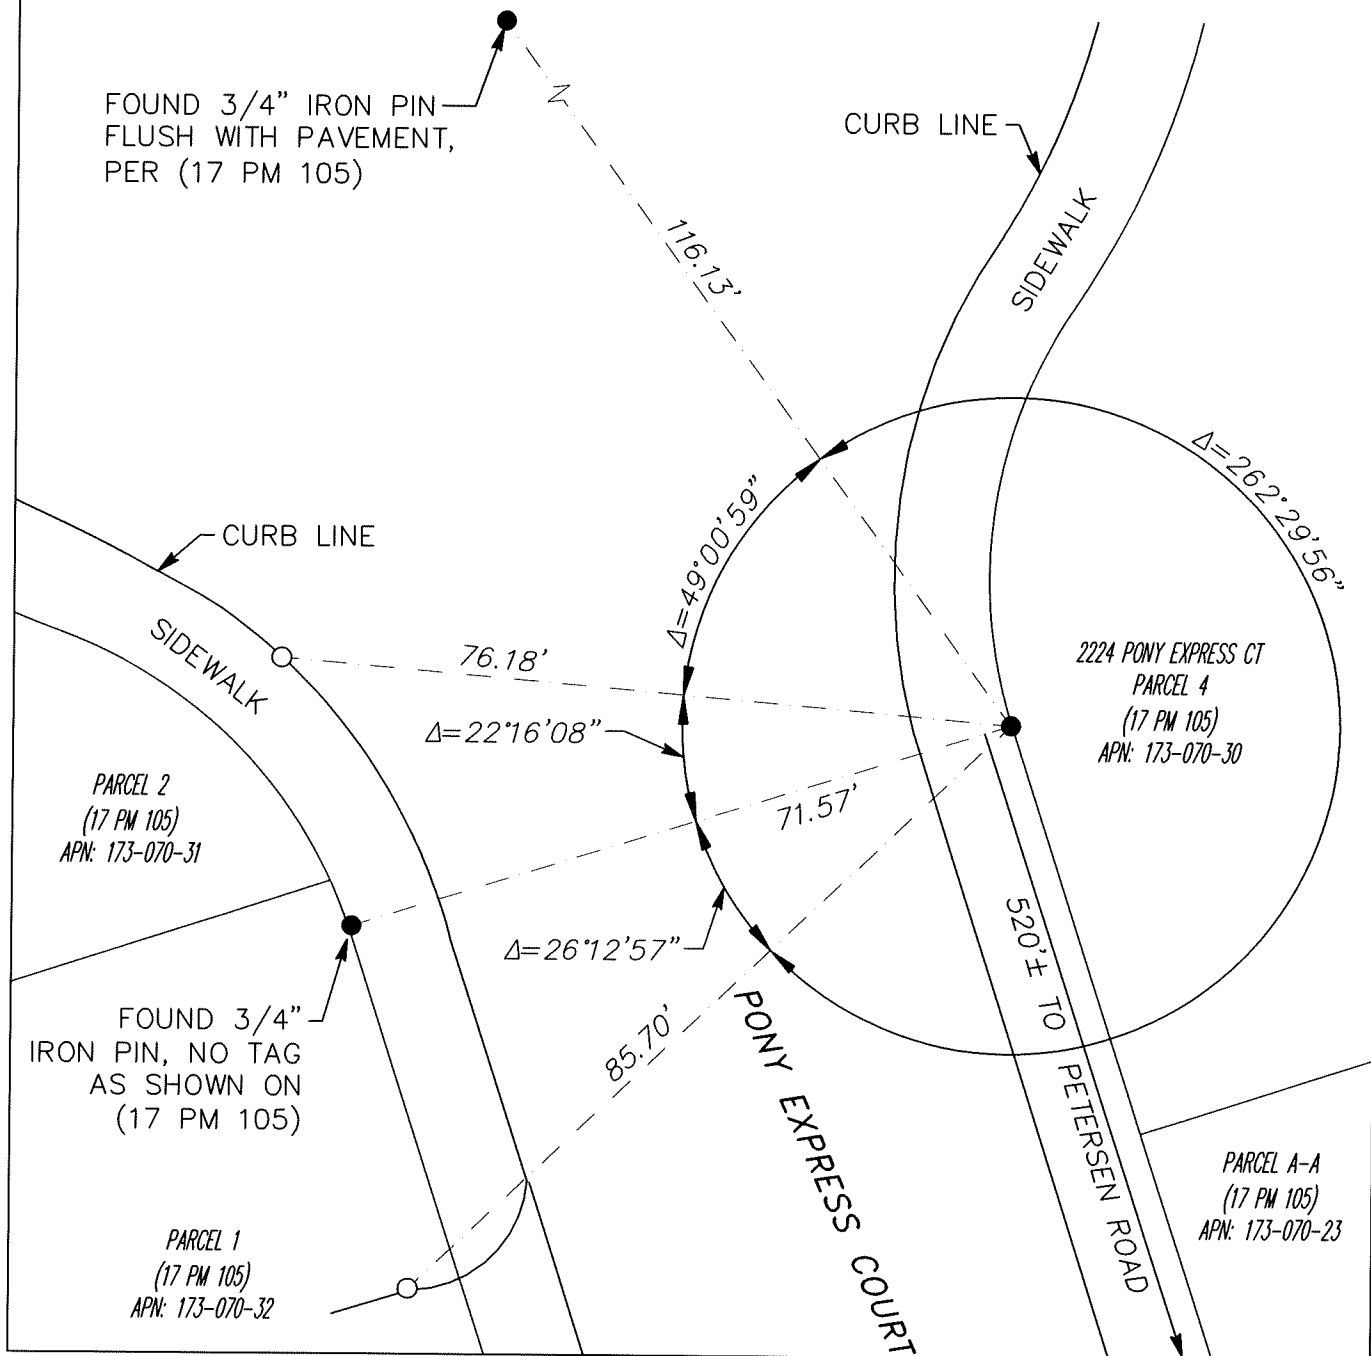 FOUND 3/4" IRON PIN
FLUSH WITH PAVEMENT,
PER (17 PM 105)
N
116.13'
CURB LINE
SIDEWALK
Δ=262°29'56"
Δ=49°00'59"
CURB LINE
SIDEWALK
76.18'
Δ=22°16'08"
2224 PONY EXPRESS CT
PARCEL 4
(17 PM 105)
APN: 173-070-30
PARCEL 2
(17 PM 105)
APN: 173-070-31
71.57'
Δ=26°12'57"
85.70'
520'± TO PETERSEN ROAD
PONY EXPRESS COURT
FOUND 3/4"
IRON PIN, NO TAG
AS SHOWN ON
(17 PM 105)
PARCEL A-A
(17 PM 105)
APN: 173-070-23
PARCEL 1
(17 PM 105)
APN: 173-070-32